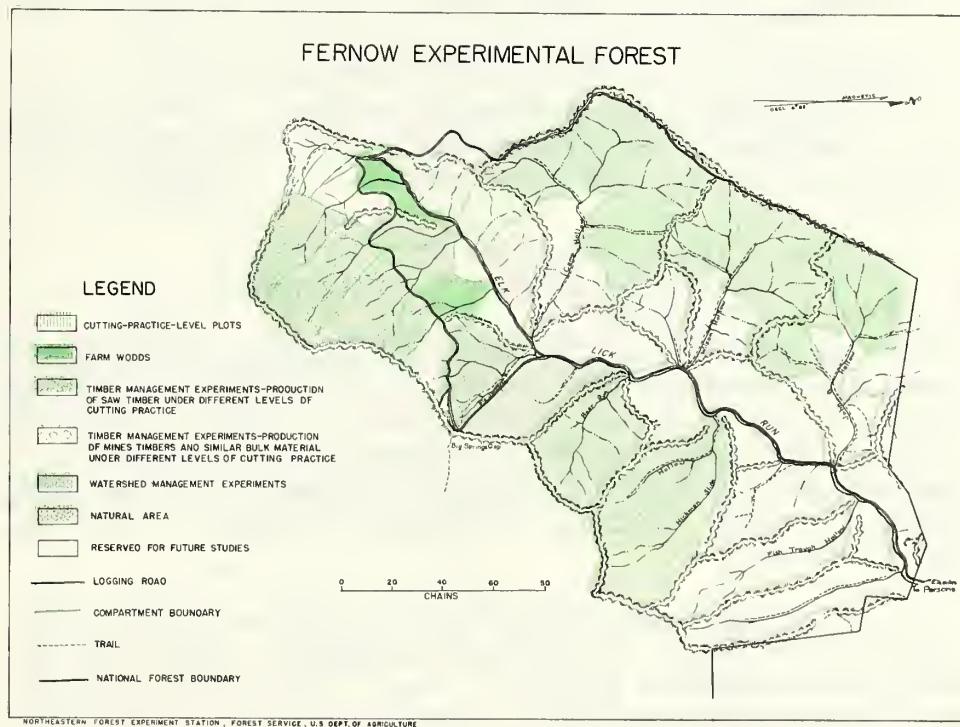 FERNOW EXPERIMENTAL FOREST
MAGNETIC
ELK
LICK
RUN
Big Springs Gap
Hickman Slide
Fish Trough Hollow
to Parsons
LEGEND
CUTTING-PRACTICE-LEVEL PLOTS
FARM WOODS
TIMBER MANAGEMENT EXPERIMENTS-PRODUCTION
OF SAW TIMBER UNDER DIFFERENT LEVELS OF
CUTTING PRACTICE
TIMBER MANAGEMENT EXPERIMENTS-PRODUCTION
OF MINES TIMBERS AND SIMILAR BULK MATERIAL
UNDER DIFFERENT LEVELS OF CUTTING PRACTICE
WATERSHED MANAGEMENT EXPERIMENTS
NATURAL AREA
RESERVED FOR FUTURE STUDIES
LOGGING ROAD
COMPARTMENT BOUNDARY
TRAIL
NATIONAL FOREST BOUNDARY
0 20 40 60 80
CHAINS
NORTHEASTERN FOREST EXPERIMENT STATION, FOREST SERVICE, U.S DEPT. OF AGRICULTURE